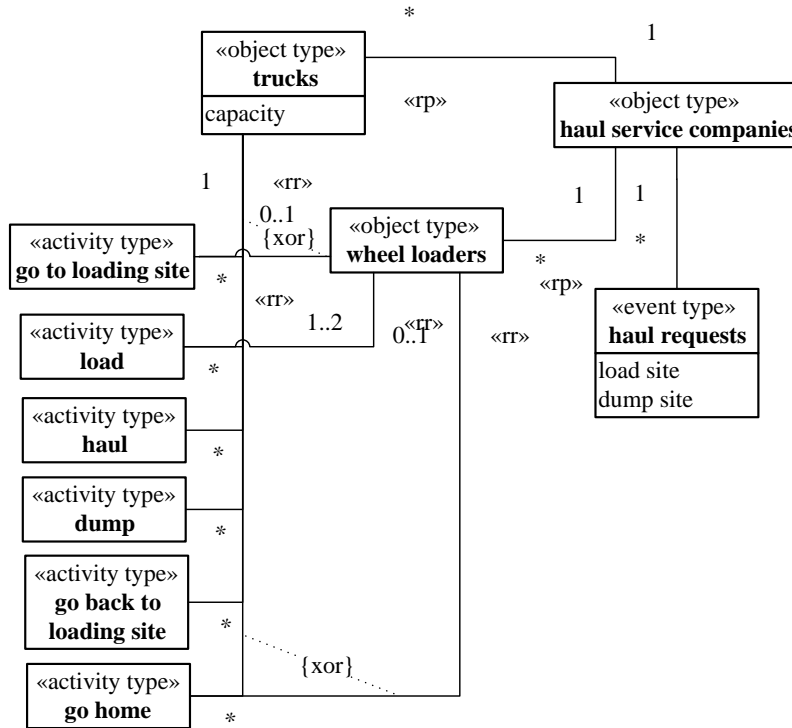 *
1
«object type»
trucks
capacity
«rp»
«object type»
haul service companies
1
«rr»
0..1
{xor}
«object type»
wheel loaders
1
1
*
*
«rp»
«activity type»
go to loading site
*
«rr»
1..2
0..1
«rr»
«rr»
«event type»
haul requests
load site
dump site
«activity type»
load
*
«activity type»
haul
*
«activity type»
dump
*
«activity type»
go back to
loading site
*
{xor}
«activity type»
go home
*